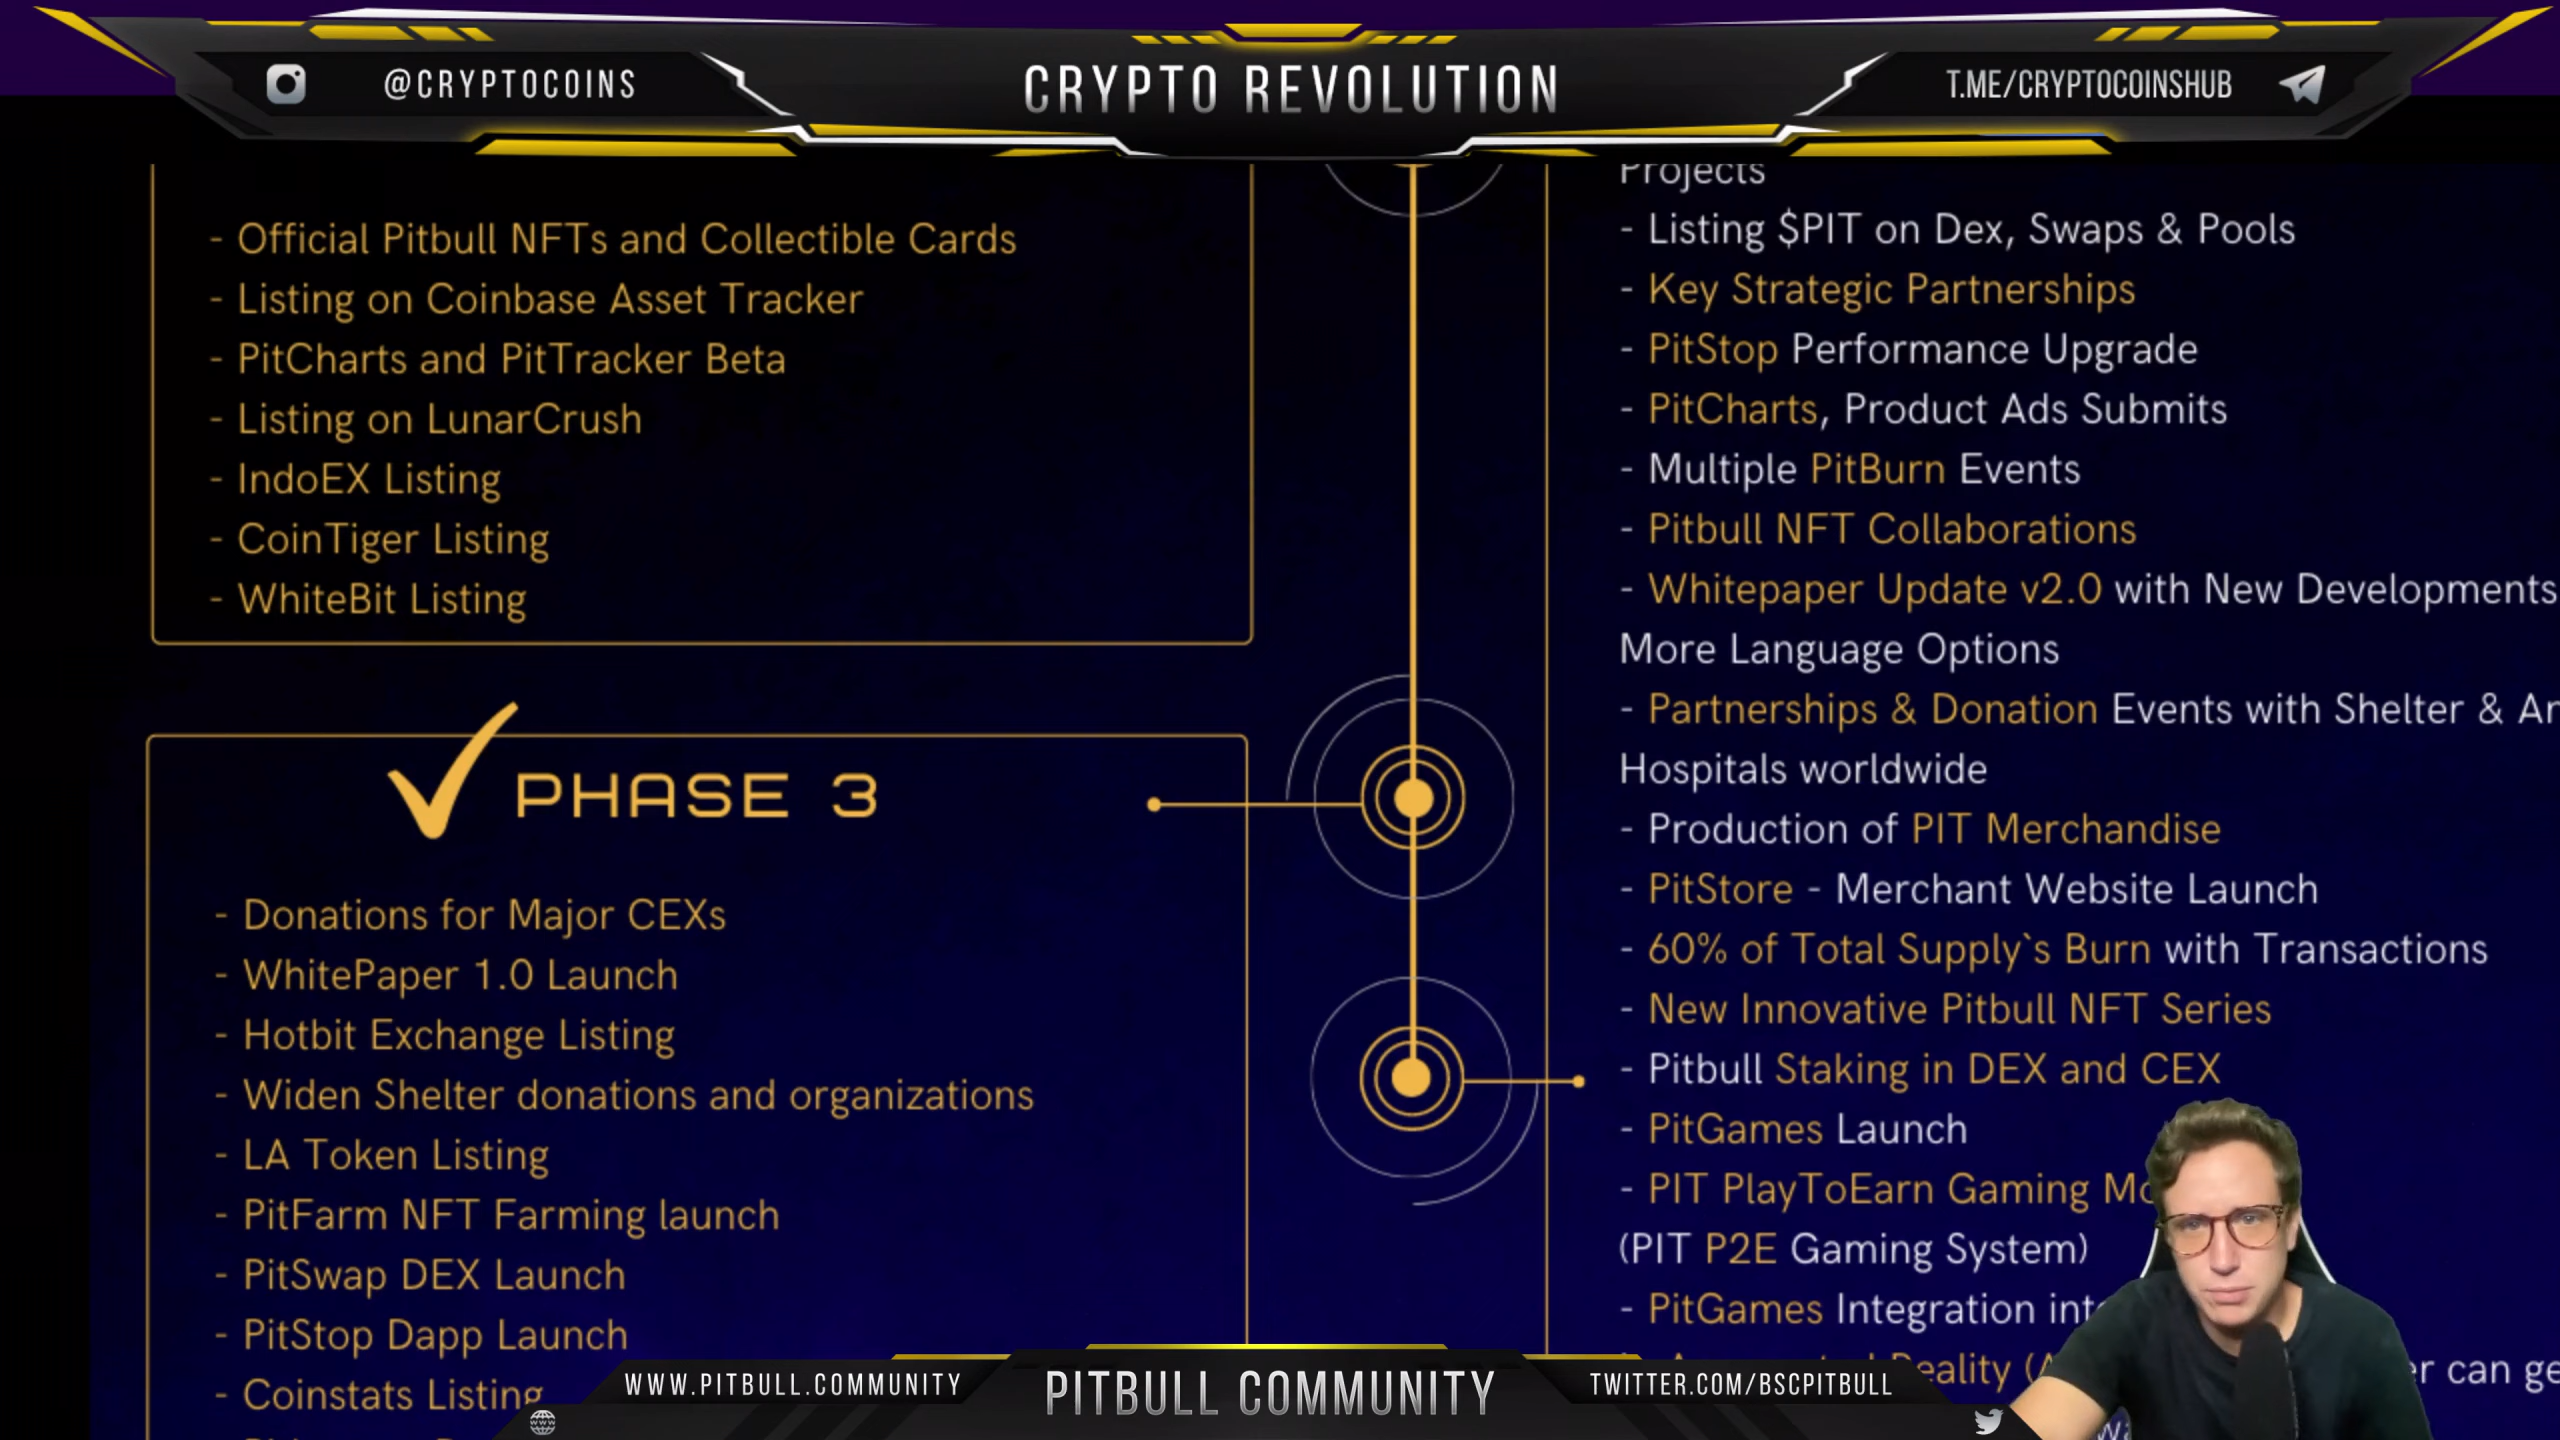 @CRYPTOCOINS
CRYPTO REVOLUTION
T.ME/CRYPTOCOINSHUB
- Official Pitbull NFTs and Collectible Cards
- Listing on Coinbase Asset Tracker
- PitCharts and PitTracker Beta
- Listing on LunarCrush
- IndoEX Listing
- CoinTiger Listing
- WhiteBit Listing
PHASE 3
- Donations for Major CEXs
- WhitePaper 1.0 Launch
- Hotbit Exchange Listing
- Widen Shelter donations and organizations
- LA Token Listing
- PitFarm NFT Farming launch
- PitSwap DEX Launch
- PitStop Dapp Launch
- Coinstats Listing
Projects
- Listing $PIT on Dex, Swaps & Pools
- Key Strategic Partnerships
- PitStop Performance Upgrade
- PitCharts, Product Ads Submits
- Multiple PitBurn Events
- Pitbull NFT Collaborations
- Whitepaper Update v2.0 with New Developments
More Language Options
- Partnerships & Donation Events with Shelter &
Hospitals worldwide
- Production of PIT Merchandise
- PitStore - Merchant Website Launch
- 60% of Total Supply`s Burn with Transactions
- New Innovative Pitbull NFT Series
- Pitbull Staking in DEX and CEX
- PitGames Launch
- PIT PlayToEarn Gaming
(PIT P2E Gaming System)
- PitGames Integration
can
WWW.PITBULL.COMMUNITY
PITBULL COMMUNITY
TWITTER.COM/BSCPITBULL